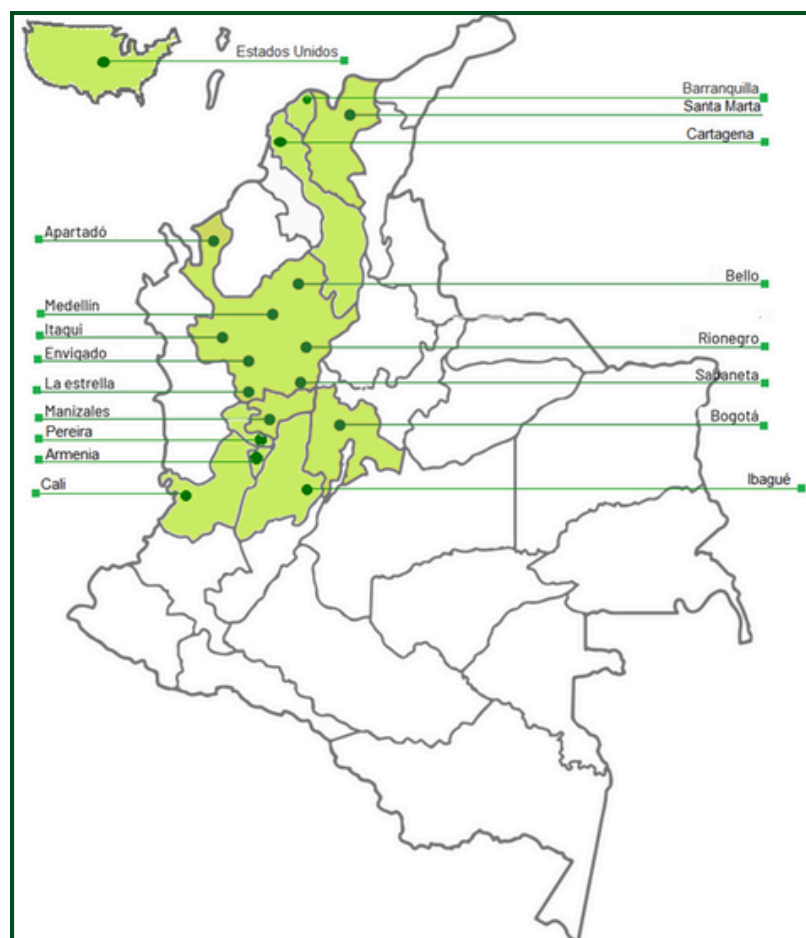 Estados Unidos
Barranquilla
Santa Marta
Cartagena
Apartadó
Bello
Medellín
Itaqui
Rionegro
Envigado
Sabaneta
La estrella
Manizales
Bogotá
Pereira
Armenia
Cali
Ibagué